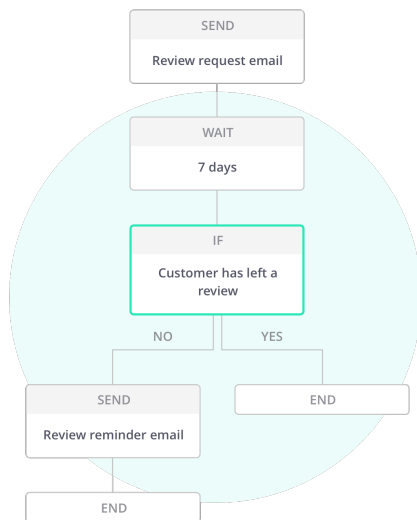 SEND
Review request email
WAIT
7 days
IF
Customer has left a
review
NO
YES
SEND
END
Review reminder email
END